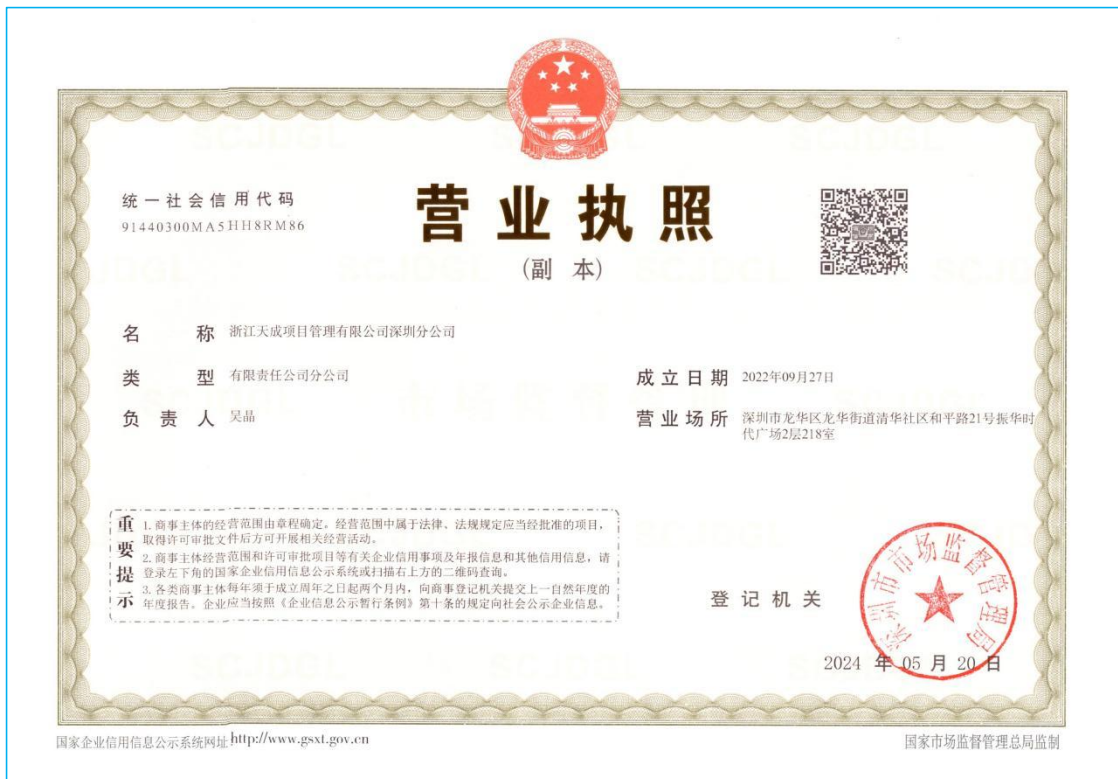 统一社会信用代码
91440300MA5HH8RM86
营业执照
(副 本)
名 称 浙江天成项目管理有限公司深圳分公司
类 型 有限责任公司分公司
成立日期 2022年09月27日
负责人 吴晶
营业场所 深圳市龙华区龙华街道清华社区和平路21号振华时
代广场2层218室
重要提示
1. 商事主体的经营范围由章程确定。经营范围中属于法律、法规规定应当经批准的项目，
取得许可审批文件后方可开展相关经营活动。
2. 商事主体经营范围和许可审批项目等有关企业信用事项及年报信息和其他信用信息，请
登录左下角的国家企业信用信息公示系统或扫描右上方的二维码查询。
3. 各类商事主体每年须于成立周年之日起两个月内，向商事登记机关提交上一自然年度的
年度报告。企业应当按照《企业信息公示暂行条例》第十条的规定向社会公示企业信息。
登记机关
深圳市市场监督管理局
2024 年 05 月 20 日
国家企业信用信息公示系统网址:http://www.gsxt.gov.cn
国家市场监督管理总局监制
SCJDGL